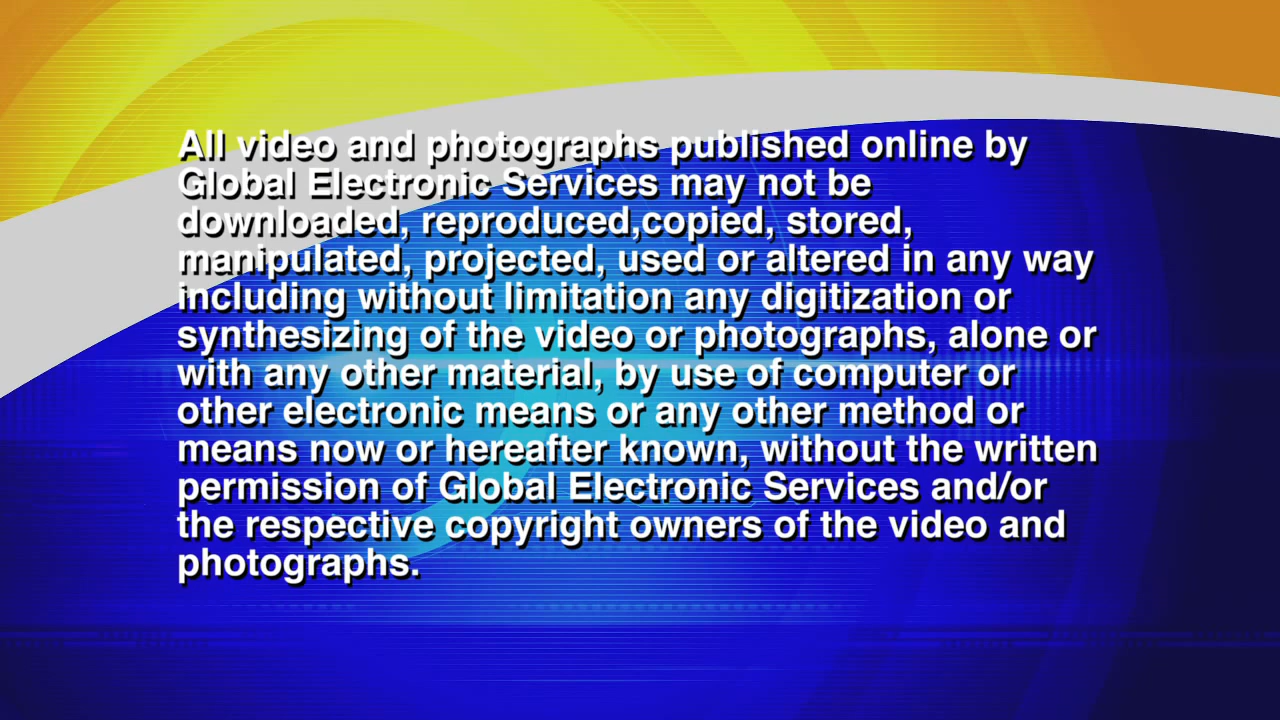 All video and photographs published online by
Global Electronic Services may not be
downloaded, reproduced,copied, stored,
manipulated, projected, used or altered in any way
including without limitation any digitization or
synthesizing of the video or photographs, alone or
with any other material, by use of computer or
other electronic means or any other method or
means now or hereafter known, without the written
permission of Global Electronic Services and/or
the respective copyright owners of the video and
photographs.